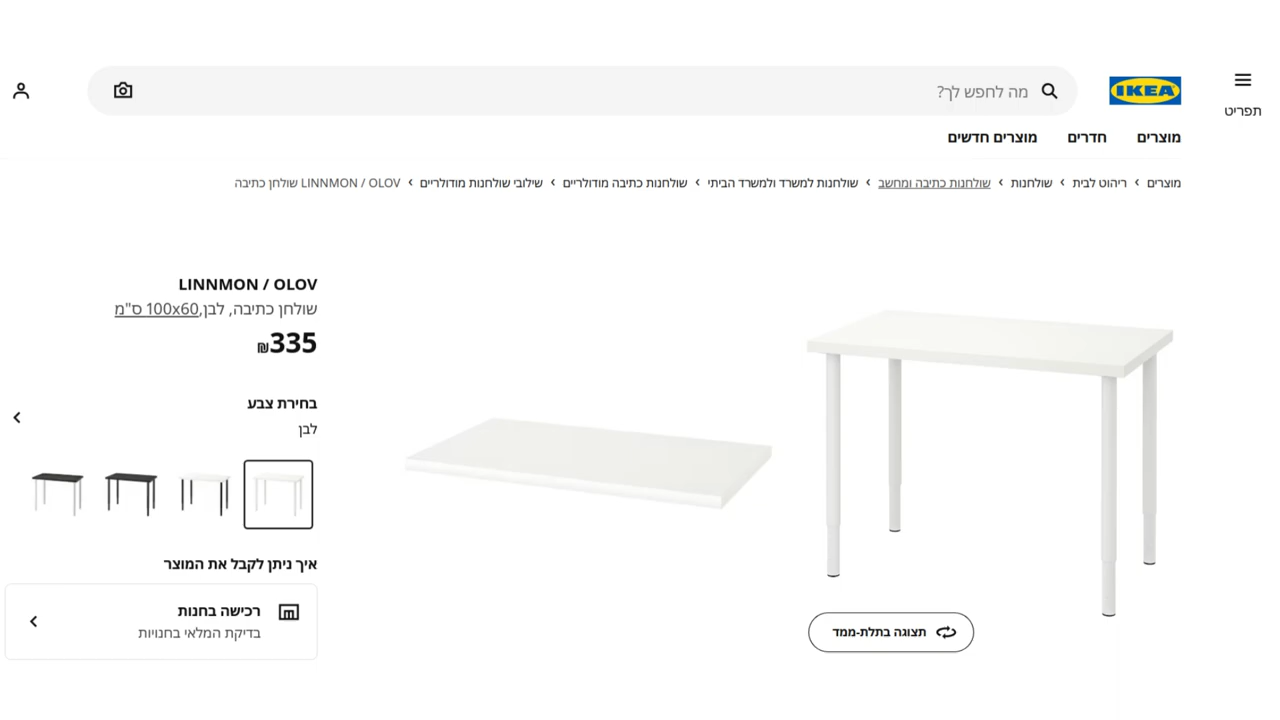 תפריט
IKEA
מה לחפש לך?
מוצרים
חדרים
מוצרים חדשים
מוצרים › ריהוט לבית › שולחנות › שולחנות כתיבה ומחשב › שולחנות למשרד ולמשרד הביתי › שולחנות כתיבה מודולריים › שילובי שולחנות מודולריים › LINNMON / OLOV שולחן כתיבה
LINNMON / OLOV
שולחן כתיבה, לבן,100x60 ס"מ
335₪
בחירת צבע
לבן
איך ניתן לקבל את המוצר
רכישה בחנות
בדיקת המלאי בחנויות
תצוגה בתלת-ממד